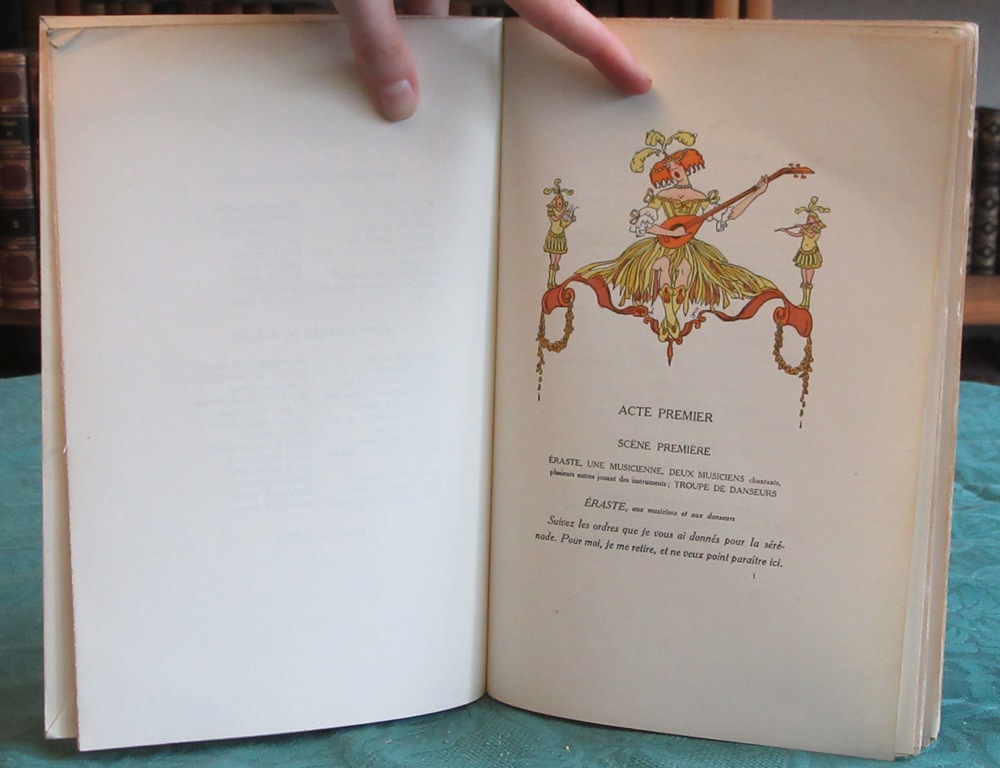 ACTE PREMIER
SCÈNE PREMIÈRE
ÉRASTE, UNE MUSICIENNE, DEUX MUSICIENS chantants,
plusieurs autres jouant des instruments; TROUPE DE DANSEURS
ÉRASTE, aux musiciens et aux danseurs
Suivez les ordres que je vous ai donnés pour la séré-
nade. Pour moi, je me retire, et ne veux point paraître ici.
1